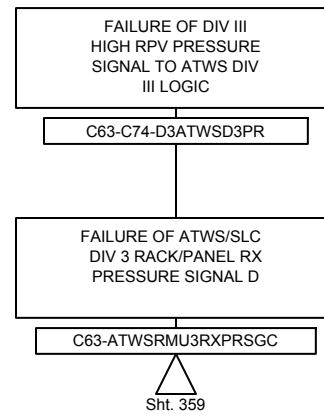 FAILURE OF DIV III
HIGH RPV PRESSURE
SIGNAL TO ATWS DIV
III LOGIC
C63-C74-D3ATWSD3PR
FAILURE OF ATWS/SLC
DIV 3 RACK/PANEL RX
PRESSURE SIGNAL D
C63-ATWSRMU3RXPRSGC
Sht. 359